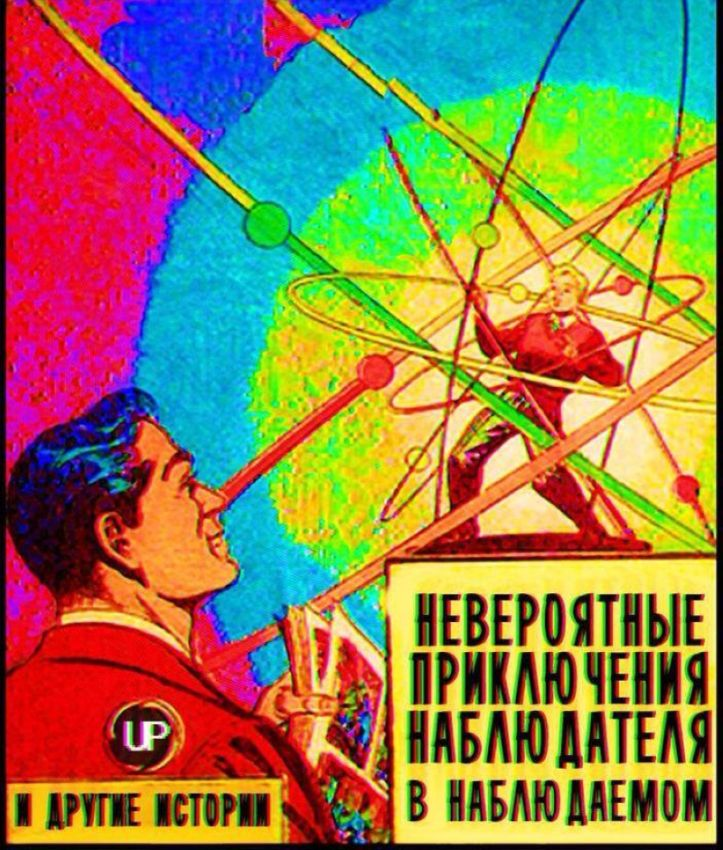 НЕВЕРОЯТНЫЕ
ПРИКЛЮЧЕНИЯ
НАБЛЮДАТЕЛЯ
В НАБЛЮДАЕМОМ
UP
И ДРУГИЕ ИСТОРИИ